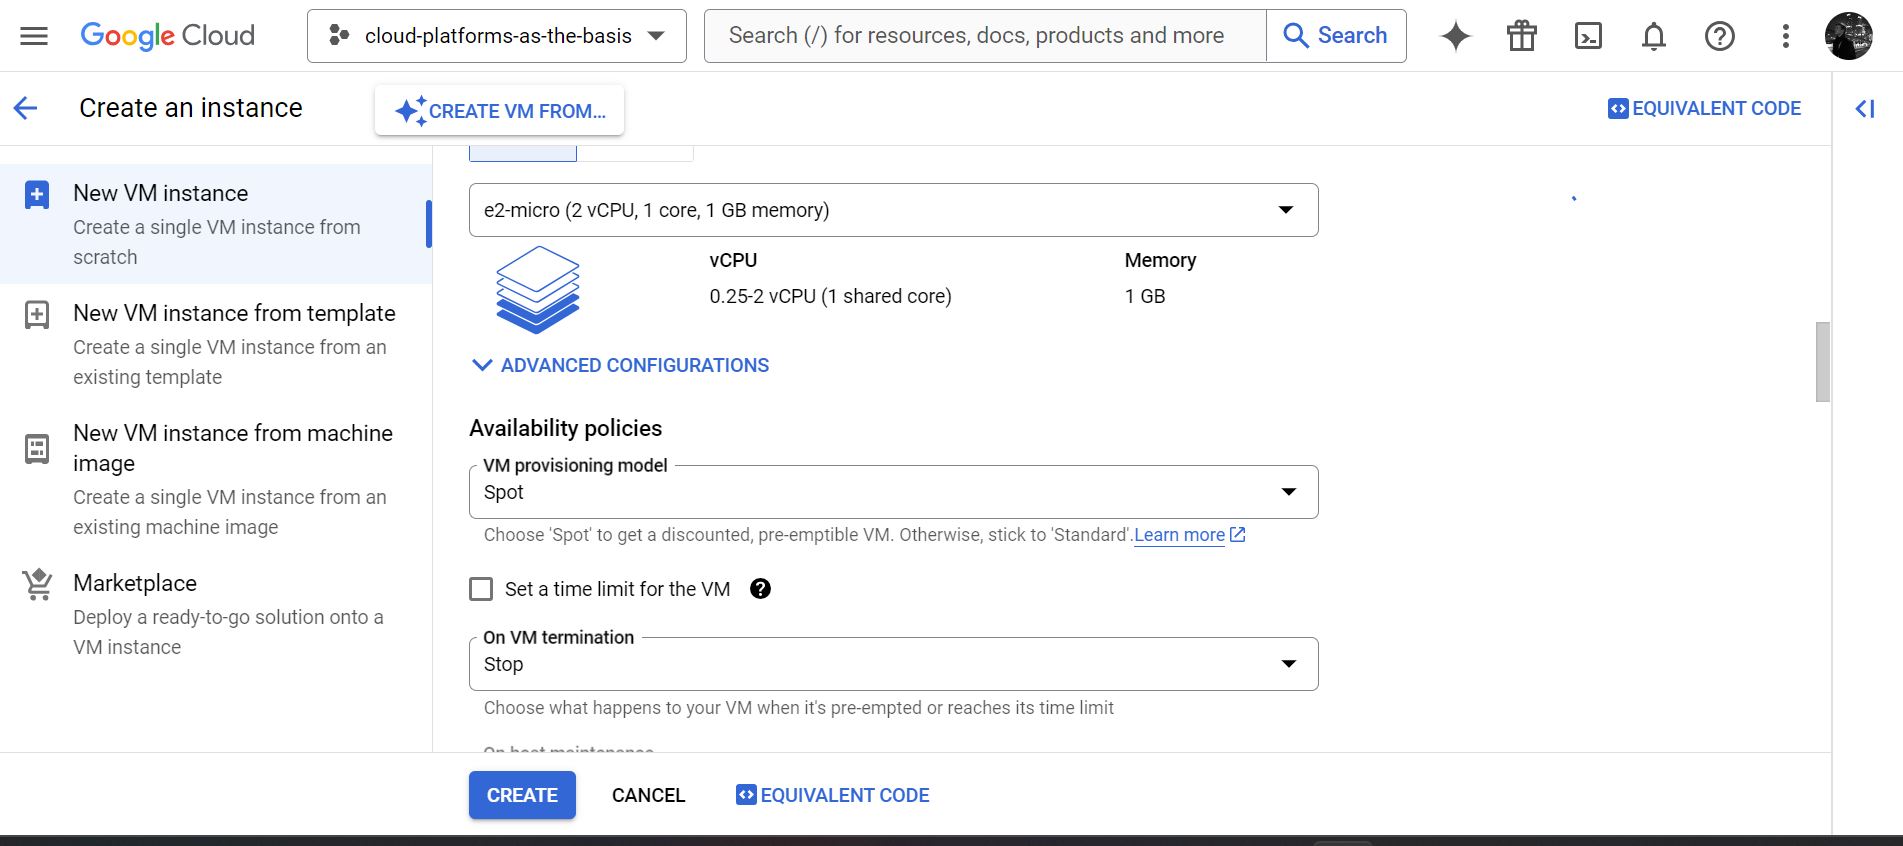 Google Cloud
cloud-platforms-as-the-basis
Search (/) for resources, docs, products and more
Search
Create an instance
CREATE VM FROM...
EQUIVALENT CODE
New VM instance
Create a single VM instance from
scratch
New VM instance from template
Create a single VM instance from an
existing template
New VM instance from machine
image
Create a single VM instance from an
existing machine image
Marketplace
Deploy a ready-to-go solution onto a
VM instance
e2-micro (2 vCPU, 1 core, 1 GB memory)
vCPU
Memory
0.25-2 vCPU (1 shared core)
1 GB
ADVANCED CONFIGURATIONS
Availability policies
VM provisioning model
Spot
Choose 'Spot' to get a discounted, pre-emptible VM. Otherwise, stick to 'Standard'.Learn more
Set a time limit for the VM
On VM termination
Stop
Choose what happens to your VM when it's pre-empted or reaches its time limit
On host maintenance
CREATE
CANCEL
EQUIVALENT CODE